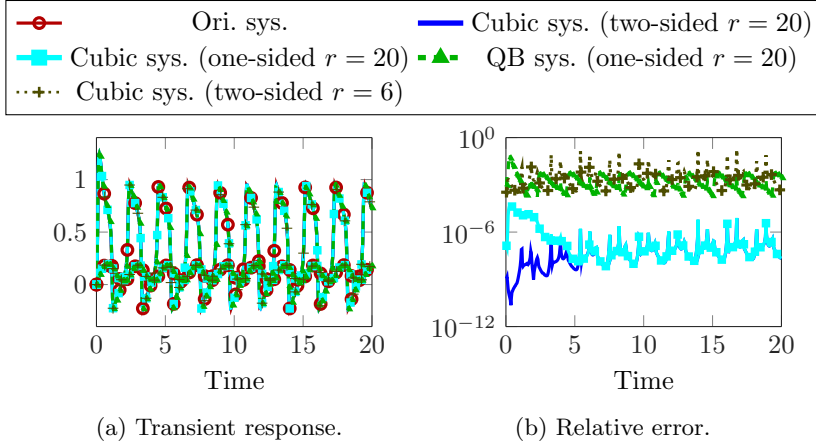 Ori. sys.
Cubic sys. (two-sided r = 20)
Cubic sys. (one-sided r = 20)
QB sys. (one-sided r = 20)
Cubic sys. (two-sided r = 6)
1
0.5
0
0 5 10 15 20
Time
(a) Transient response.
10^0
10^−6
10^−12
0 5 10 15 20
Time
(b) Relative error.